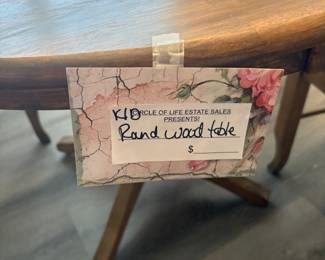 K10
CIRCLE OF LIFE ESTATE SALES
PRESENTS!
Round wood table
$